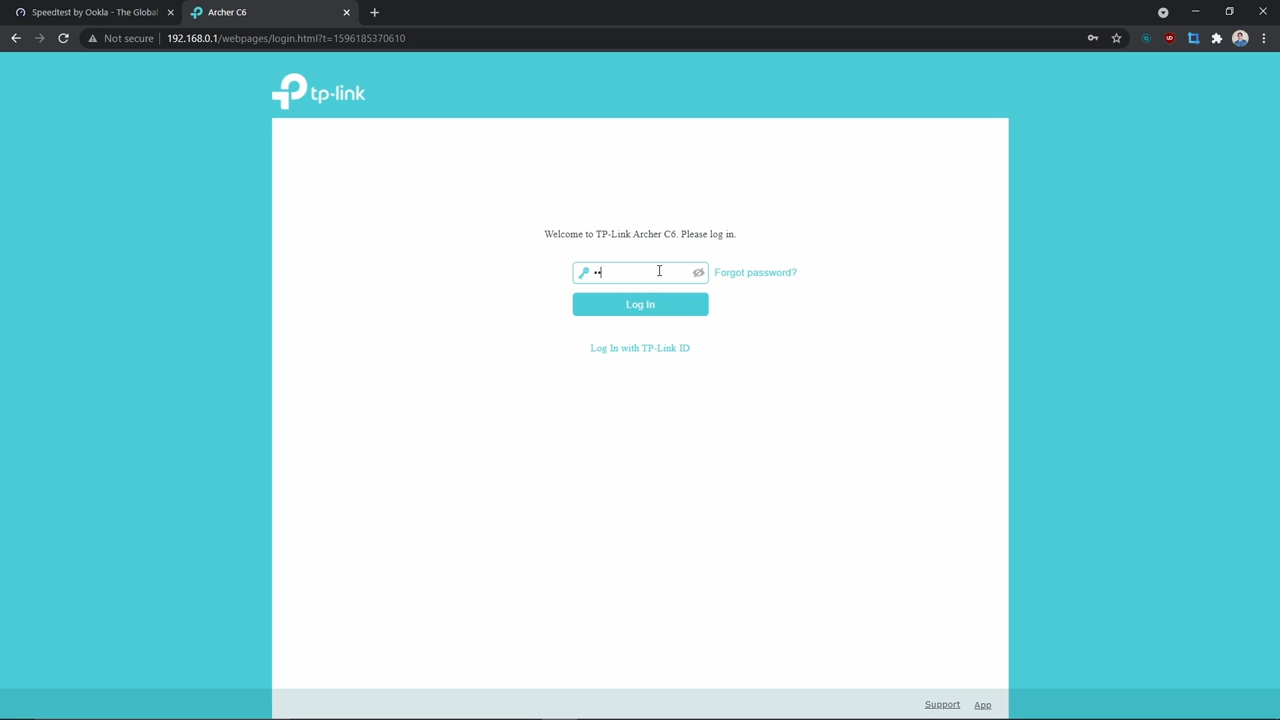 Speedtest by Ookla - The Global
Archer C6
Not secure
192.168.0.1/webpages/login.html?t=1596185370610
tp-link
Welcome to TP-Link Archer C6. Please log in.
••
Forgot password?
Log In
Log In with TP-Link ID
Support
App